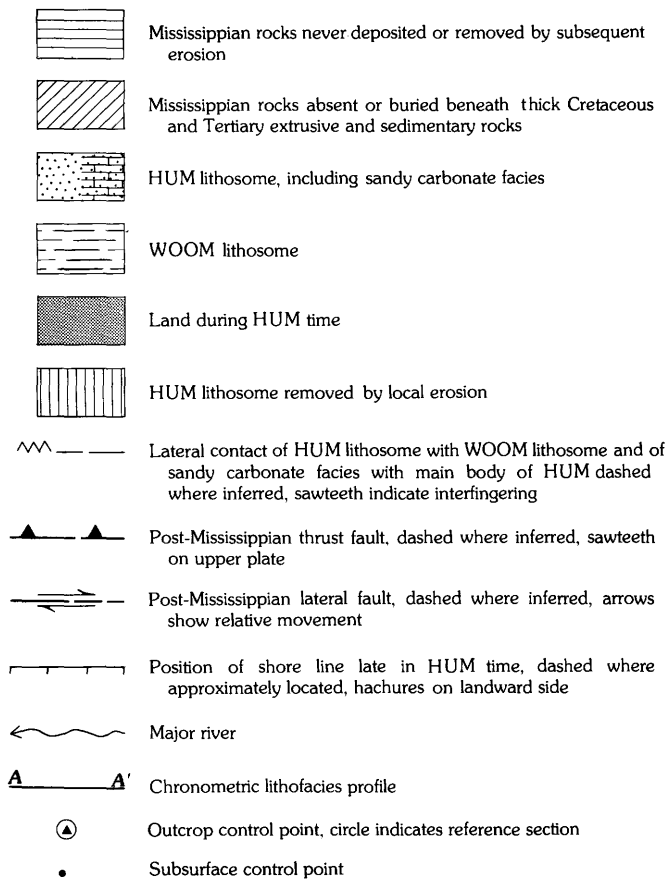 Mississippian rocks never deposited or removed by subsequent
erosion
Mississippian rocks absent or buried beneath thick Cretaceous
and Tertiary extrusive and sedimentary rocks
HUM lithosome, including sandy carbonate facies
WOOM lithosome
Land during HUM time
HUM lithosome removed by local erosion
Lateral contact of HUM lithosome with WOOM lithosome and of
sandy carbonate facies with main body of HUM dashed
where inferred, sawteeth indicate interfingering
Post-Mississippian thrust fault, dashed where inferred, sawteeth
on upper plate
Post-Mississippian lateral fault, dashed where inferred, arrows
show relative movement
Position of shore line late in HUM time, dashed where
approximately located, hachures on landward side
Major river
A A' Chronometric lithofacies profile
Outcrop control point, circle indicates reference section
Subsurface control point